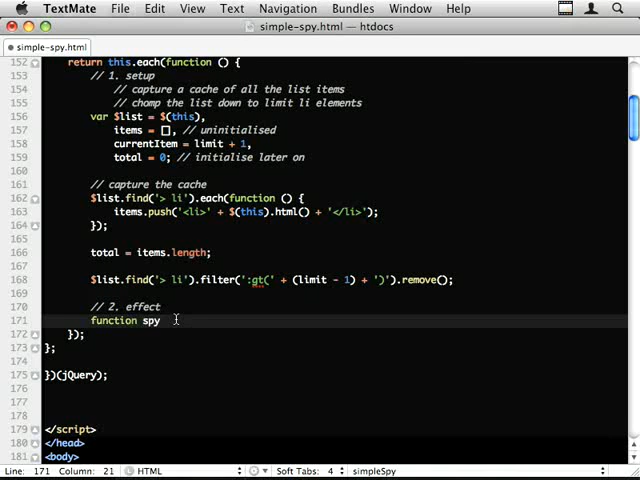 TextMate File Edit View Text Navigation Bundles Window Help
simple-spy.html — htdocs
simple-spy.html
152 return this.each(function () {
153 // 1. setup
154 // capture a cache of all the list items
155 // chomp the list down to limit li elements
156 var $list = $(this),
157 items = [], // uninitialised
158 currentItem = limit + 1,
159 total = 0; // initialise later on
160
161 // capture the cache
162 $list.find('> li').each(function () {
163 items.push('<li>' + $(this).html() + '</li>');
164 });
165
166 total = items.length;
167
168 $list.find('> li').filter(':gt(' + (limit - 1) + ')').remove();
169
170 // 2. effect
171 function spy
172 });
173 };
174
175 })(jQuery);
176
177
178
179 </script>
180 </head>
181 <body>
Line: 171 Column: 21 HTML Soft Tabs: 4 simpleSpy